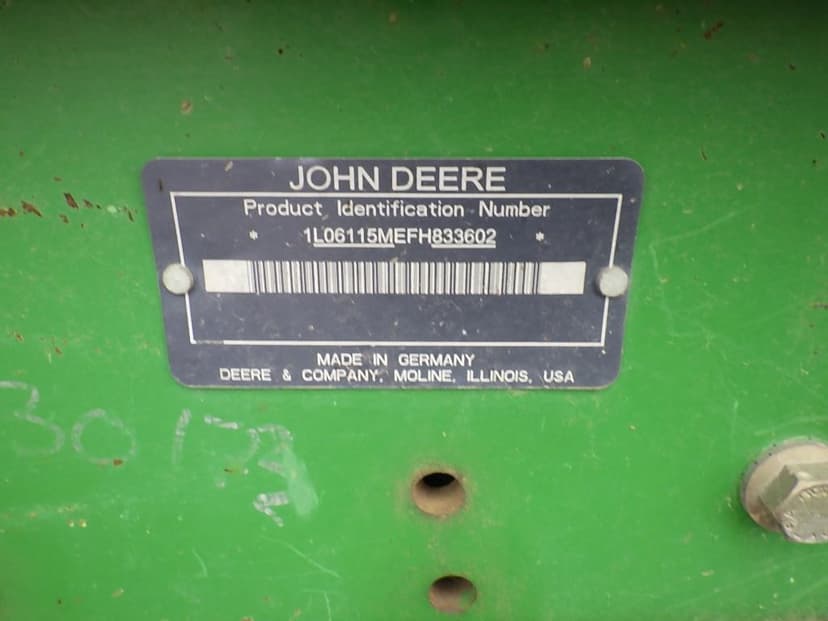 JOHN DEERE
Product Identification Number
* 1L06115MEFH833602 *
MADE IN GERMANY
DEERE & COMPANY, MOLINE, ILLINOIS, USA